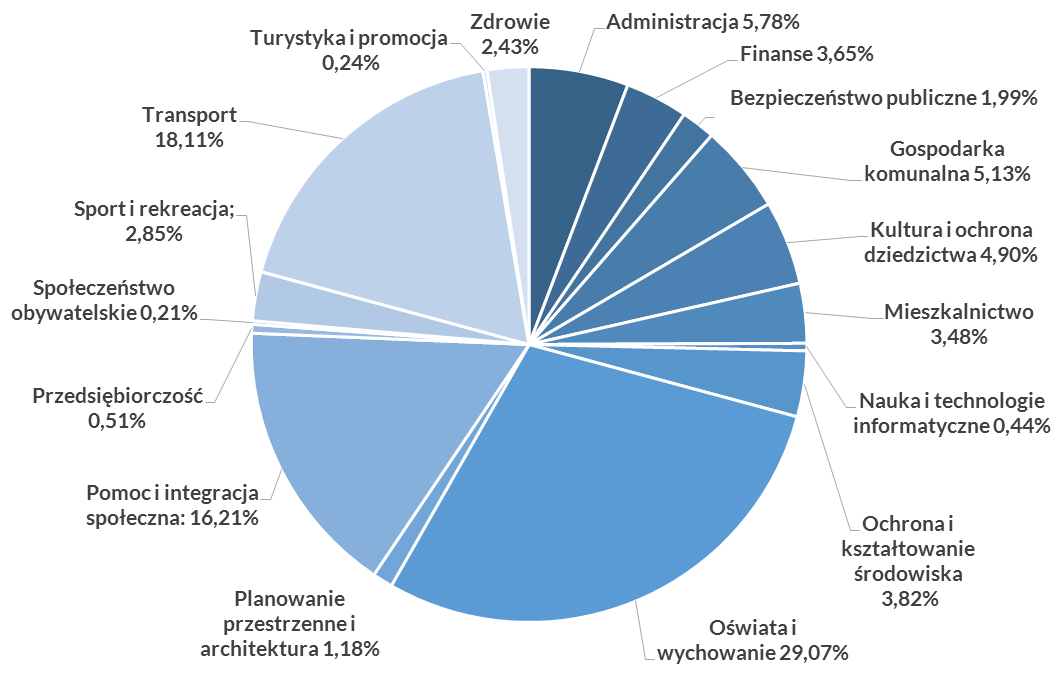 Zdrowie
2,43%
Administracja 5,78%
Finanse 3,65%
Bezpieczeństwo publiczne 1,99%
Gospodarka
komunalna 5,13%
Kultura i ochrona
dziedzictwa 4,90%
Mieszkalnictwo
3,48%
Nauka i technologie
informatyczne 0,44%
Ochrona i
kształtowanie
środowiska
3,82%
Oświata i
wychowanie 29,07%
Planowanie
przestrzenne i
architektura 1,18%
Pomoc i integracja
społeczna: 16,21%
Przedsiębiorczość
0,51%
Społeczeństwo
obywatelskie 0,21%
Sport i rekreacja;
2,85%
Transport
18,11%
Turystyka i promocja
0,24%